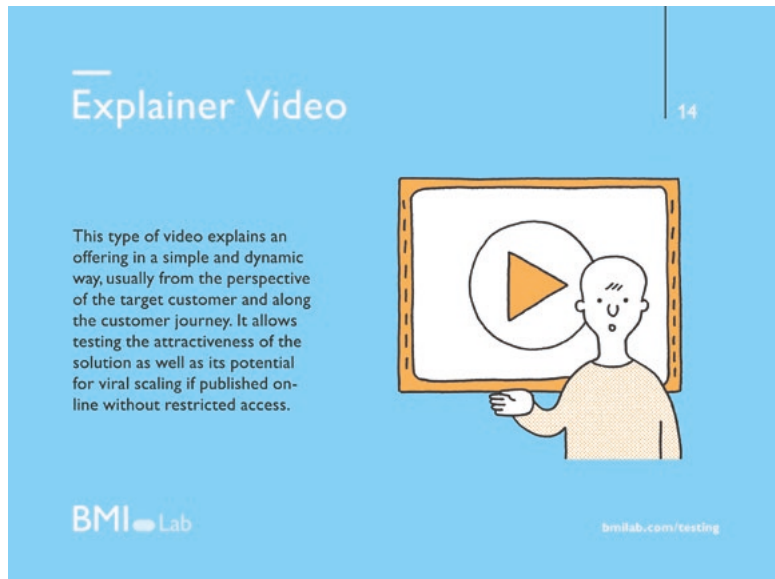 Explainer Video
14
This type of video explains an
offering in a simple and dynamic
way, usually from the perspective
of the target customer and along
the customer journey. It allows
testing the attractiveness of the
solution as well as its potential
for viral scaling if published on-
line without restricted access.
BMI Lab
bmilab.com/testing